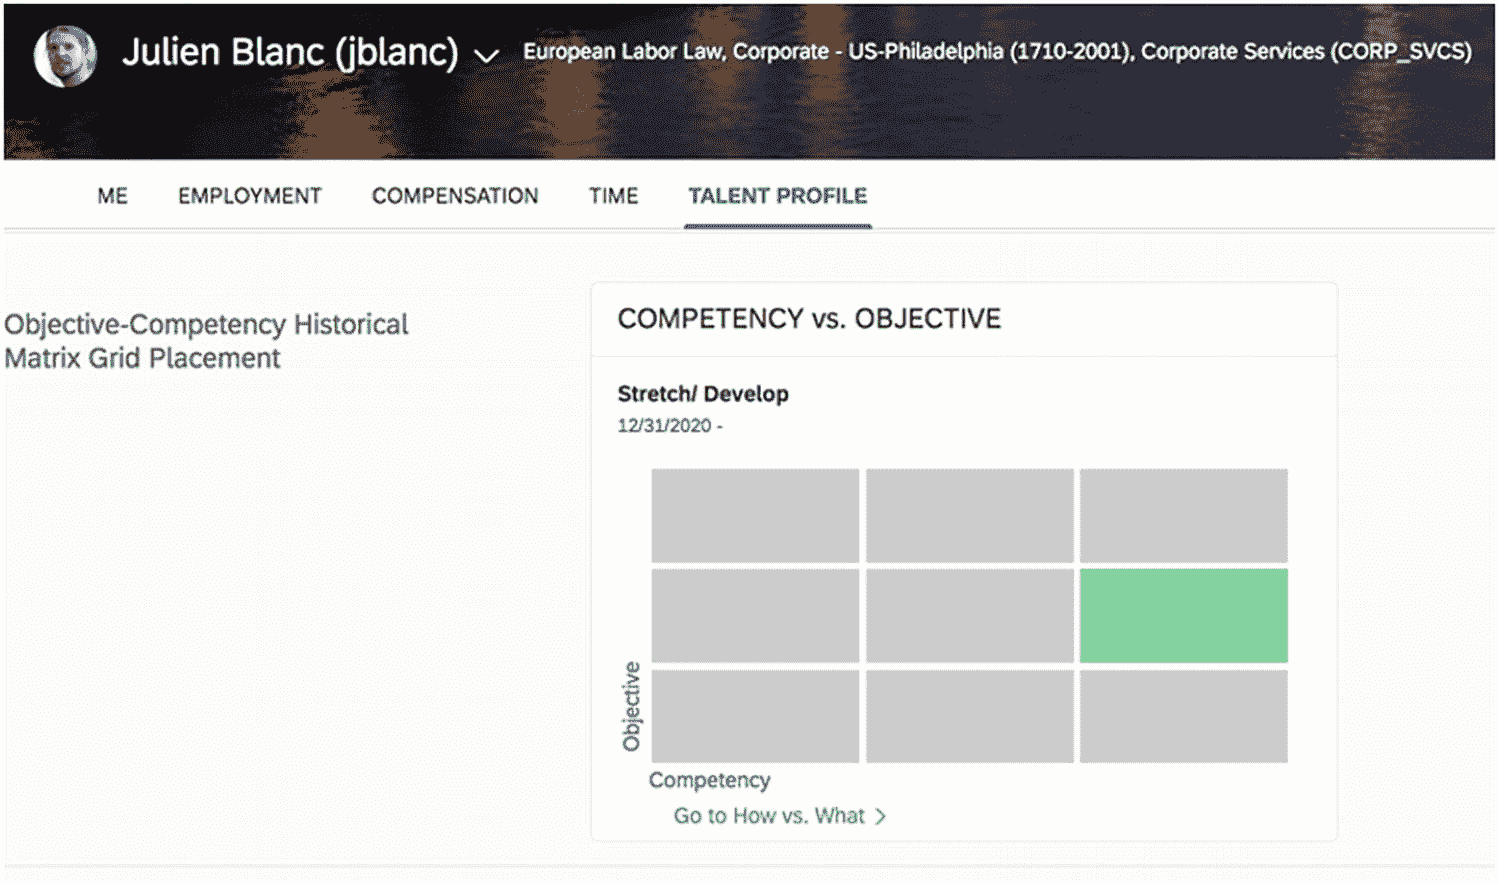 Julien Blanc (jblanc) European Labor Law, Corporate - US-Philadelphia (1710-2001), Corporate Services (CORP_SVCS)
ME EMPLOYMENT COMPENSATION TIME TALENT PROFILE
Objective-Competency Historical
Matrix Grid Placement
COMPETENCY vs. OBJECTIVE
Stretch/ Develop
12/31/2020 -
Objective
Competency
Go to How vs. What >